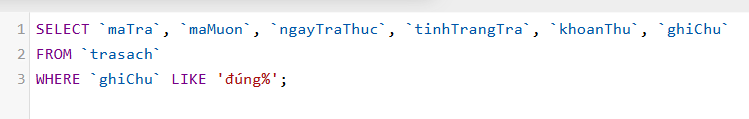 1 SELECT `maTra`, `maMuon`, `ngayTraThuc`, `tinhTrangTra`, `khoanThu`, `ghiChu`
2 FROM `trasach`
3 WHERE `ghiChu` LIKE 'đúng%';